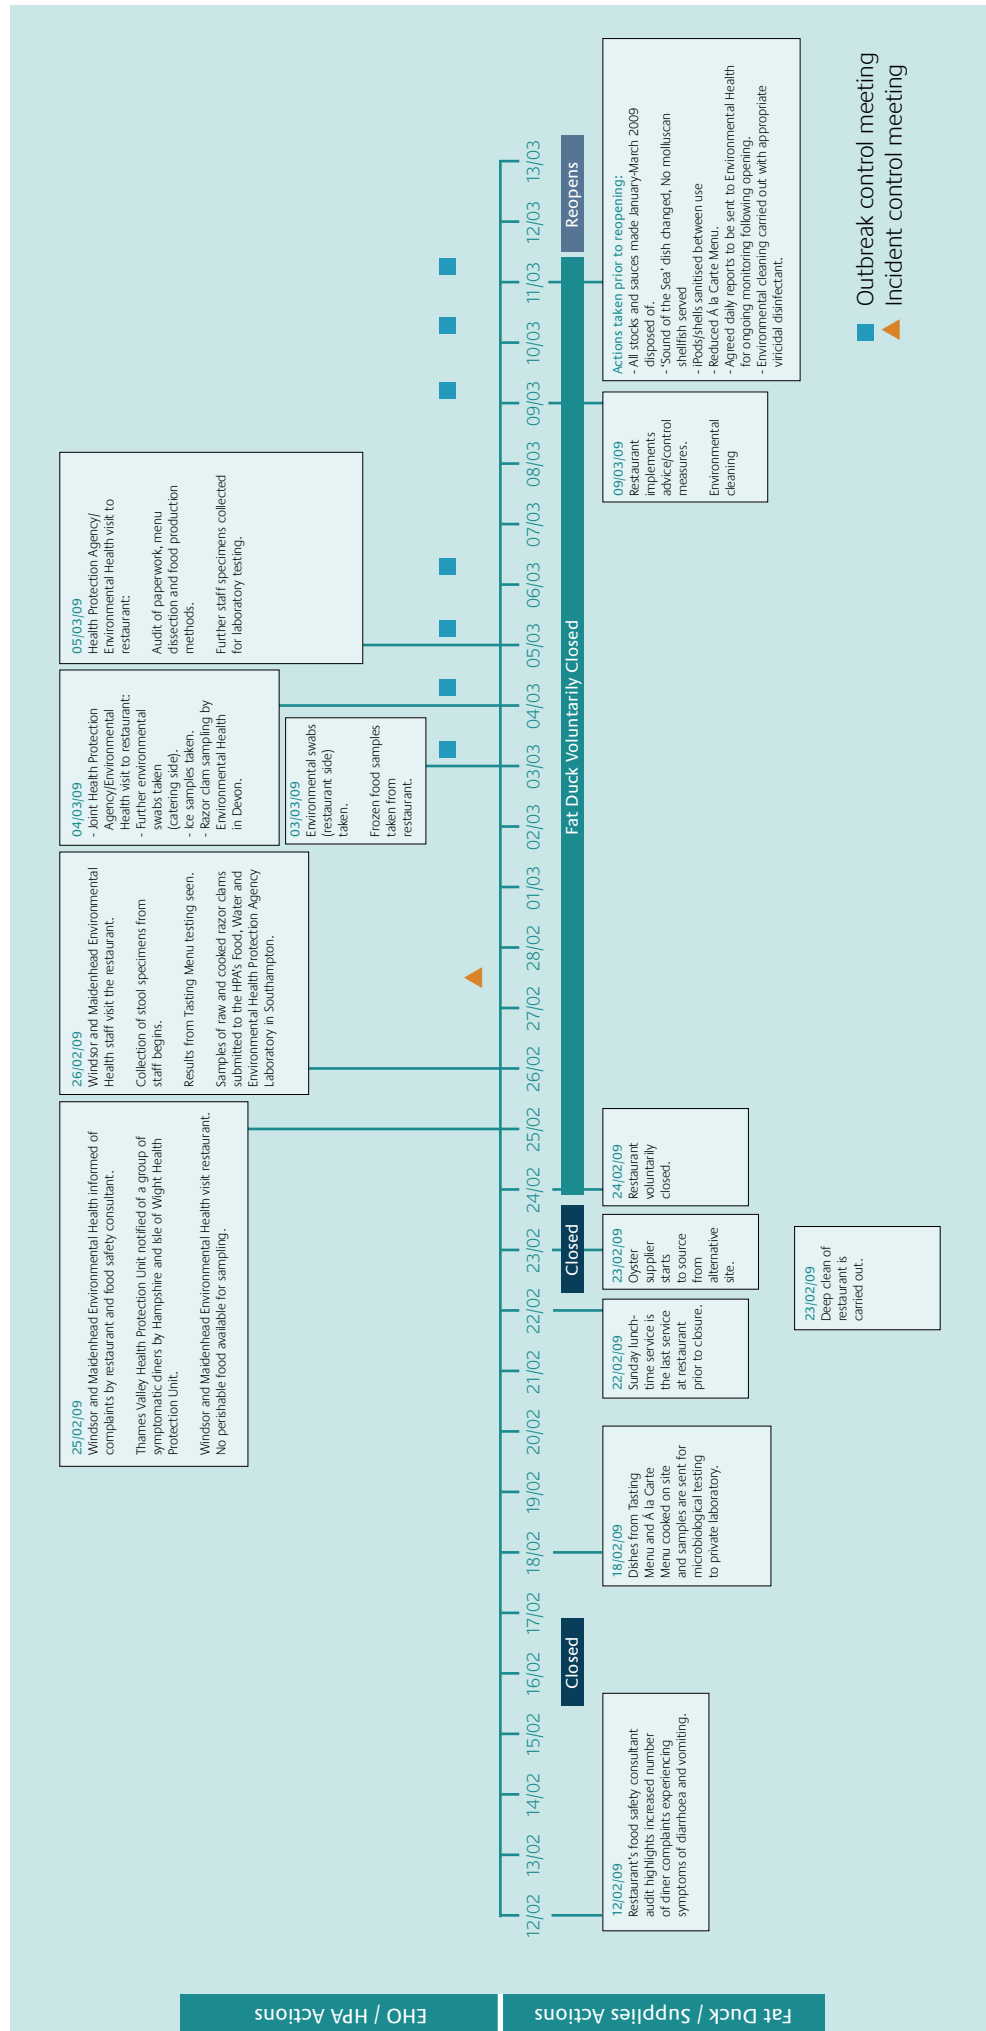 EHO / HPA Actions
Fat Duck / Supplies Actions
25/02/09
Windsor and Maidenhead Environmental Health informed of
complaints by restaurant and food safety consultant.
Thames Valley Health Protection Unit notified of a group of
symptomatic diners by Hampshire and Isle of Wight Health
Protection Unit.
Windsor and Maidenhead Environmental Health visit restaurant.
No perishable food available for sampling.
26/02/09
Windsor and Maidenhead Environmental
Health staff visit the restaurant.
Collection of stool specimens from
staff begins.
Results from Tasting Menu testing seen.
Samples of raw and cooked razor clams
submitted to the HPA's Food, Water and
Environmental Health Protection Agency
Laboratory in Southampton.
04/03/09
- Joint Health Protection
Agency/Environmental
Health visit to restaurant:
- Further environmental
swabs taken
(catering side).
- Ice samples taken.
- Razor clam sampling by
Environmental Health
in Devon.
03/03/09
Environmental swabs
(restaurant side)
taken.
Frozen food samples
taken from
restaurant.
05/03/09
Health Protection Agency/
Environmental Health visit to
restaurant:
Audit of paperwork, menu
dissection and food production
methods.
Further staff specimens collected
for laboratory testing.
12/02
13/02
14/02
15/02
16/02
17/02
18/02
19/02
20/02
21/02
22/02
23/02
24/02
25/02
26/02
27/02
28/02
01/03
02/03
03/03
04/03
05/03
06/03
07/03
08/03
09/03
10/03
11/03
12/03
13/03
Closed
Closed
Fat Duck Voluntarily Closed
Reopens
12/02/09
Restaurant's food safety consultant
audit highlights increased number
of diner complaints experiencing
symptoms of diarrhoea and vomiting.
18/02/09
Dishes from Tasting
Menu and Á la Carte
Menu cooked on site
and samples are sent for
microbiological testing
to private laboratory.
22/02/09
Sunday lunch-
time service is
the last service
at restaurant
prior to closure.
23/02/09
Oyster
supplier
starts
to source
from
alternative
site.
23/02/09
Deep clean of
restaurant is
carried out.
24/02/09
Restaurant
voluntarily
closed.
09/03/09
Restaurant
implements
advice/control
measures.
Environmental
cleaning
Actions taken prior to reopening:
- All stocks and sauces made January-March 2009
disposed of.
- 'Sound of the Sea' dish changed, No molluscan
shellfish served
- iPods/shells sanitised between use
- Reduced Á la Carte Menu.
- Agreed daily reports to be sent to Environmental Health
for ongoing monitoring following opening.
- Environmental cleaning carried out with appropriate
viricidal disinfectant.
Outbreak control meeting
Incident control meeting